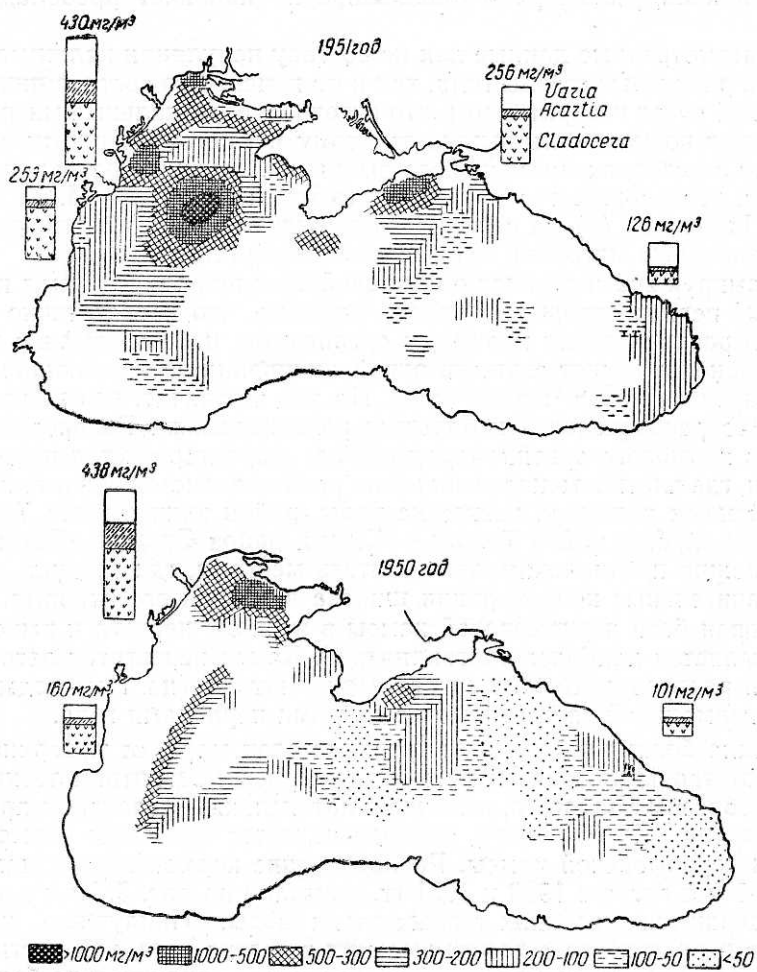 430 мг/м³
1951 год
256 мг/м³
Varia
Acartia
Cladocera
253 мг/м³
126 мг/м³
438 мг/м³
1950 год
160 мг/м³
101 мг/м³
>1000 мг/м³ 1000-500 500-300 300-200 200-100 100-50 <50